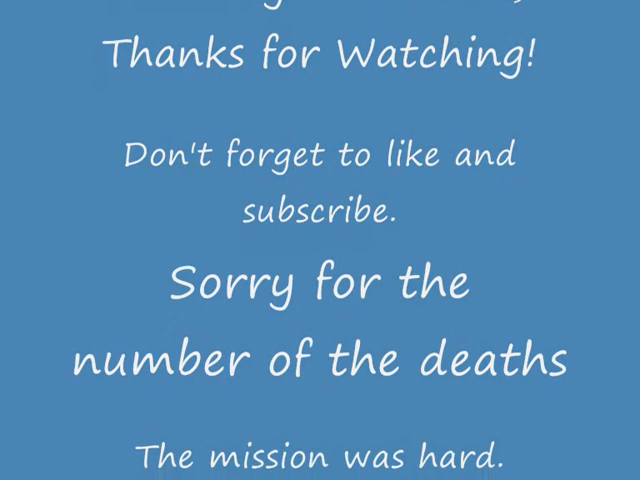 Thanks for Watching!
Don't forget to like and
subscribe.
Sorry for the
number of the deaths
The mission was hard.